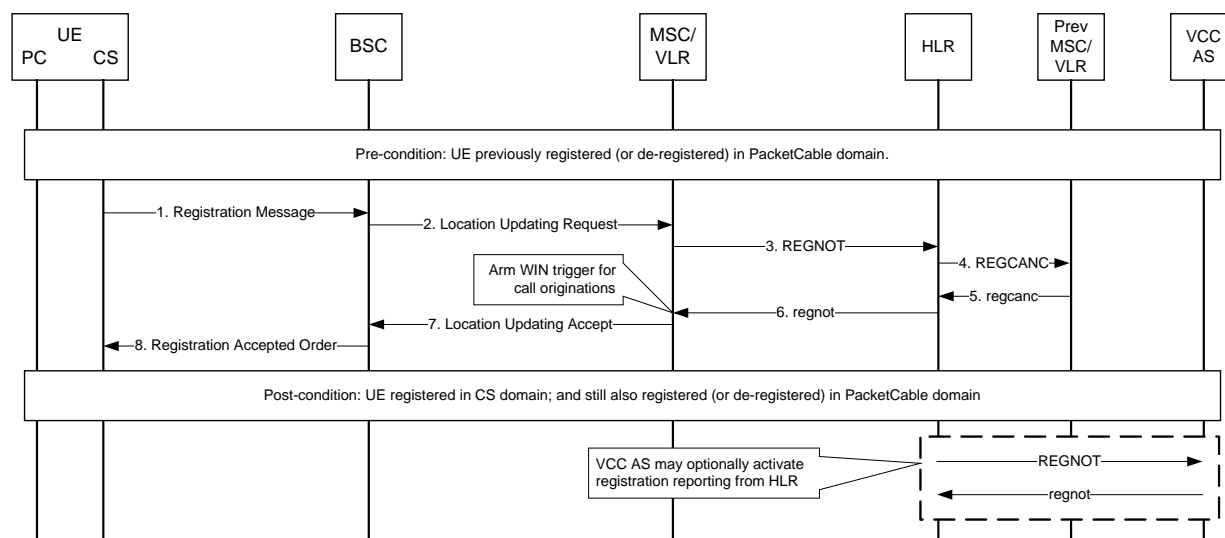 UE
PC CS
BSC
MSC/
VLR
HLR
Prev
MSC/
VLR
VCC
AS
Pre-condition: UE previously registered (or de-registered) in PacketCable domain.
1. Registration Message
2. Location Updating Request
3. REGNOT
4. REGCANC
Arm WIN trigger for
call originations
5. regcanc
6. regnot
7. Location Updating Accept
8. Registration Accepted Order
Post-condition: UE registered in CS domain; and still also registered (or de-registered) in PacketCable domain
VCC AS may optionally activate
registration reporting from HLR
REGNOT
regnot